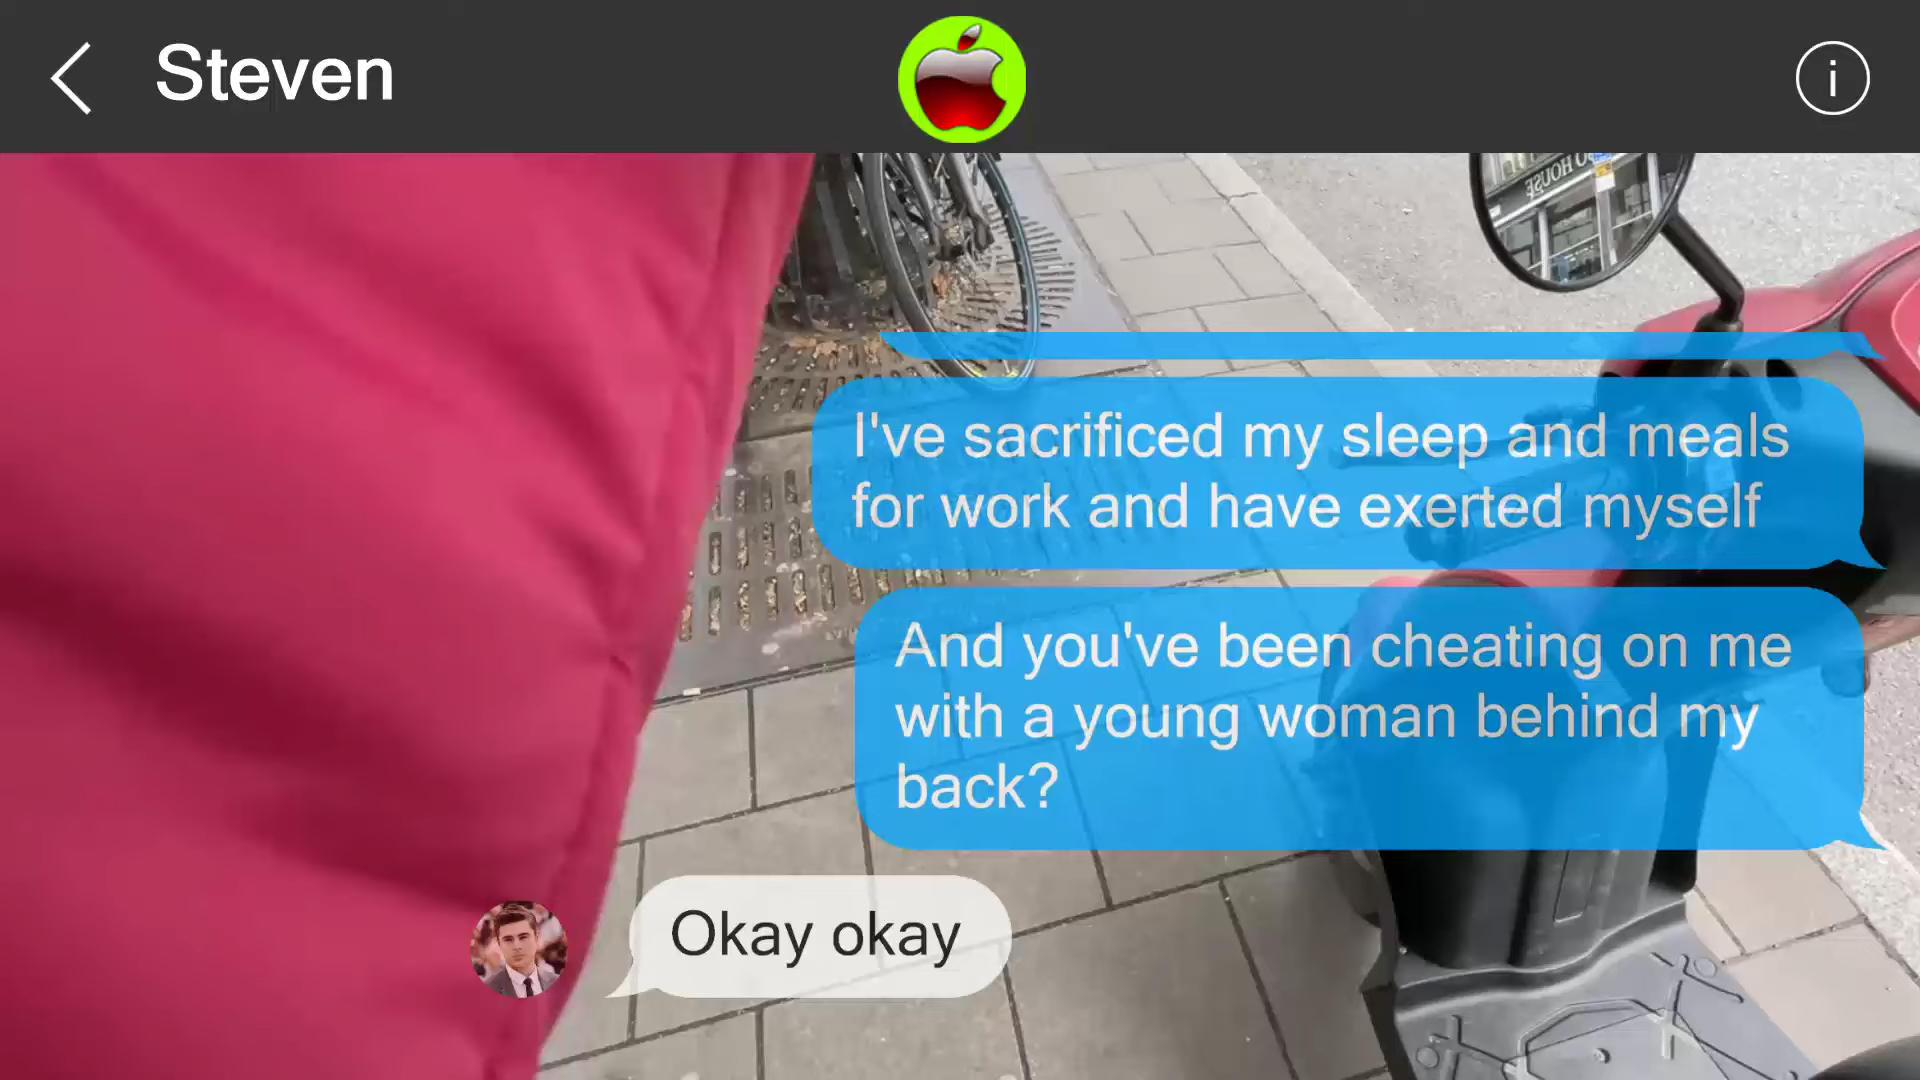 Steven
I've sacrificed my sleep and meals
for work and have exerted myself
And you've been cheating on me
with a young woman behind my
back?
Okay okay